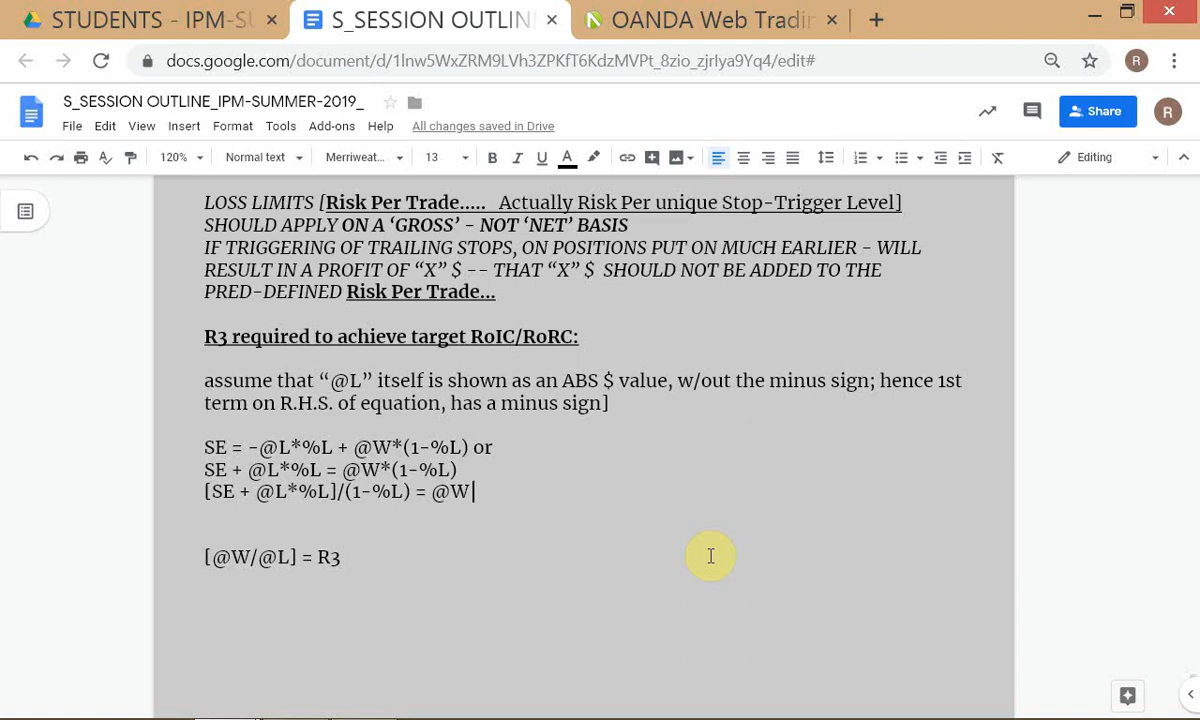 STUDENTS - IPM-SU
S_SESSION OUTLIN
OANDA Web Tradin
docs.google.com/document/d/1lnw5WxZRM9LVh3ZPKfT6KdzMVPt_8zio_zjrIya9Yq4/edit#
R
S_SESSION OUTLINE_IPM-SUMMER-2019_
Share
R
File Edit View Insert Format Tools Add-ons Help All changes saved in Drive
120% Normal text Merriweat... 13 B I U A Editing
LOSS LIMITS [Risk Per Trade..... Actually Risk Per unique Stop-Trigger Level]
SHOULD APPLY ON A ‘GROSS’ - NOT ‘NET’ BASIS
IF TRIGGERING OF TRAILING STOPS, ON POSITIONS PUT ON MUCH EARLIER - WILL
RESULT IN A PROFIT OF “X” $ -- THAT “X” $ SHOULD NOT BE ADDED TO THE
PRED-DEFINED Risk Per Trade...
R3 required to achieve target RoIC/RoRC:
assume that “@L” itself is shown as an ABS $ value, w/out the minus sign; hence 1st
term on R.H.S. of equation, has a minus sign]
SE = -@L*%L + @W*(1-%L) or
SE + @L*%L = @W*(1-%L)
[SE + @L*%L]/(1-%L) = @W
[@W/@L] = R3